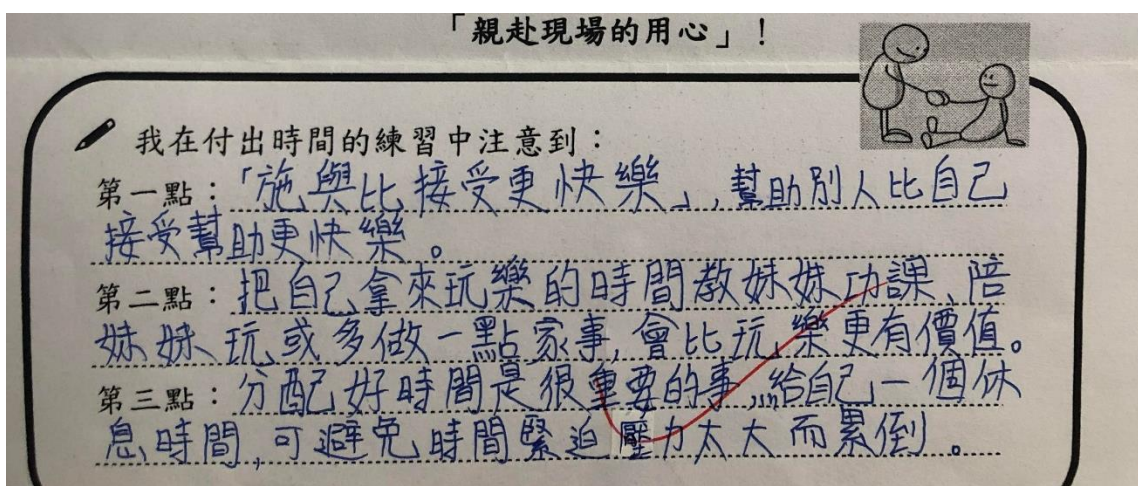 「親赴現場的用心」!
我在付出時間的練習中注意到:
第一點:「施與比接受更快樂」,幫助別人比自己
接受幫助更快樂。
第二點:把自己拿來玩樂的時間教妹妹功課、陪
妹妹玩、或多做一點家事,會比玩樂更有價值。
第三點:分配好時間是很重要的事,給自己一個休
息時間,可避免時間緊迫壓力太大而累倒。